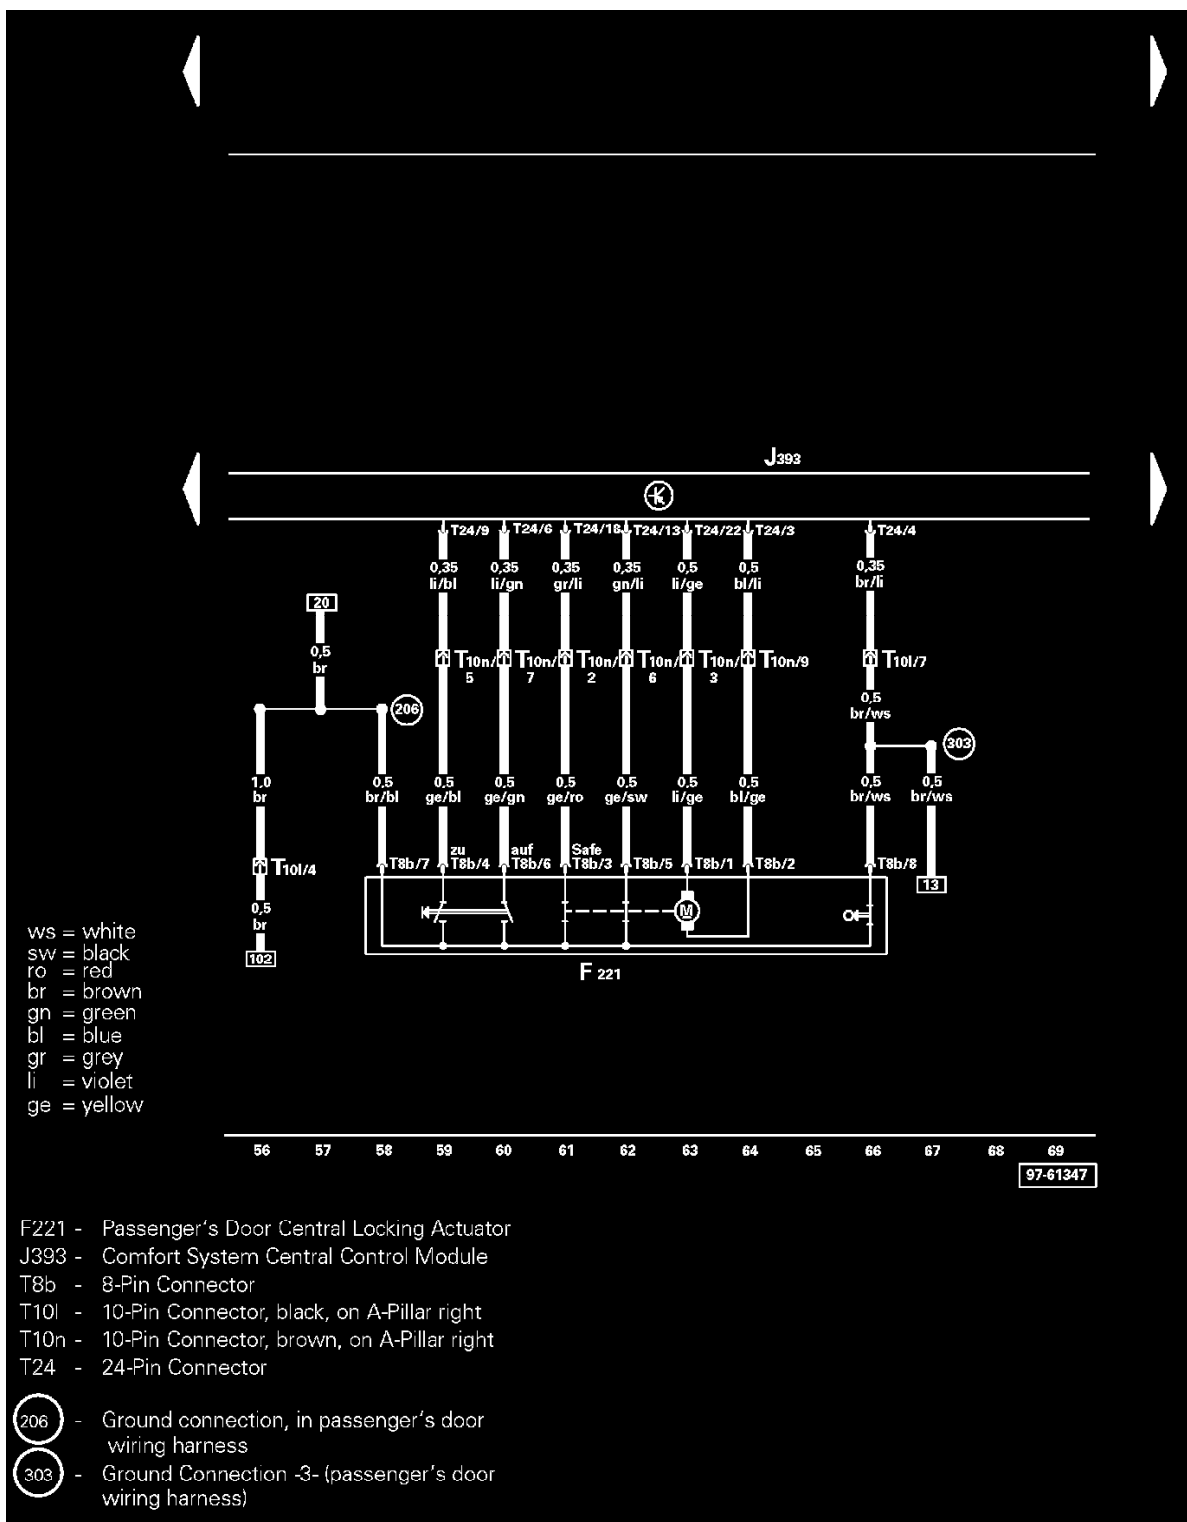 J393
T24/9 T24/6 T24/18 T24/13 T24/22 T24/3 T24/4
0,35 0,35 0,35 0,35 0,5 0,5 0,35
li/bl li/gn gr/li gn/li li/ge bl/li br/li
20
0,5
br
T10n/ T10n/ T10n/ T10n/ T10n/ T10n/9 T10l/7
5 7 2 6 3
0,5
br/ws
206
303
1,0 0,5 0,5 0,5 0,5 0,5 0,5 0,5 0,5 0,5
br br/bl ge/bl ge/gn ge/ro ge/sw li/ge bl/ge br/ws br/ws
zu auf Safe
T10l/4 T8b/7 T8b/4 T8b/6 T8b/3 T8b/5 T8b/1 T8b/2 T8b/8
13
0,5
br
M
102
F 221
ws = white
sw = black
ro = red
br = brown
gn = green
bl = blue
gr = grey
li = violet
ge = yellow
56 57 58 59 60 61 62 63 64 65 66 67 68 69
97-61347
F221 - Passenger's Door Central Locking Actuator
J393 - Comfort System Central Control Module
T8b - 8-Pin Connector
T10l - 10-Pin Connector, black, on A-Pillar right
T10n - 10-Pin Connector, brown, on A-Pillar right
T24 - 24-Pin Connector
206 - Ground connection, in passenger's door
wiring harness
303 - Ground Connection -3- (passenger's door
wiring harness)